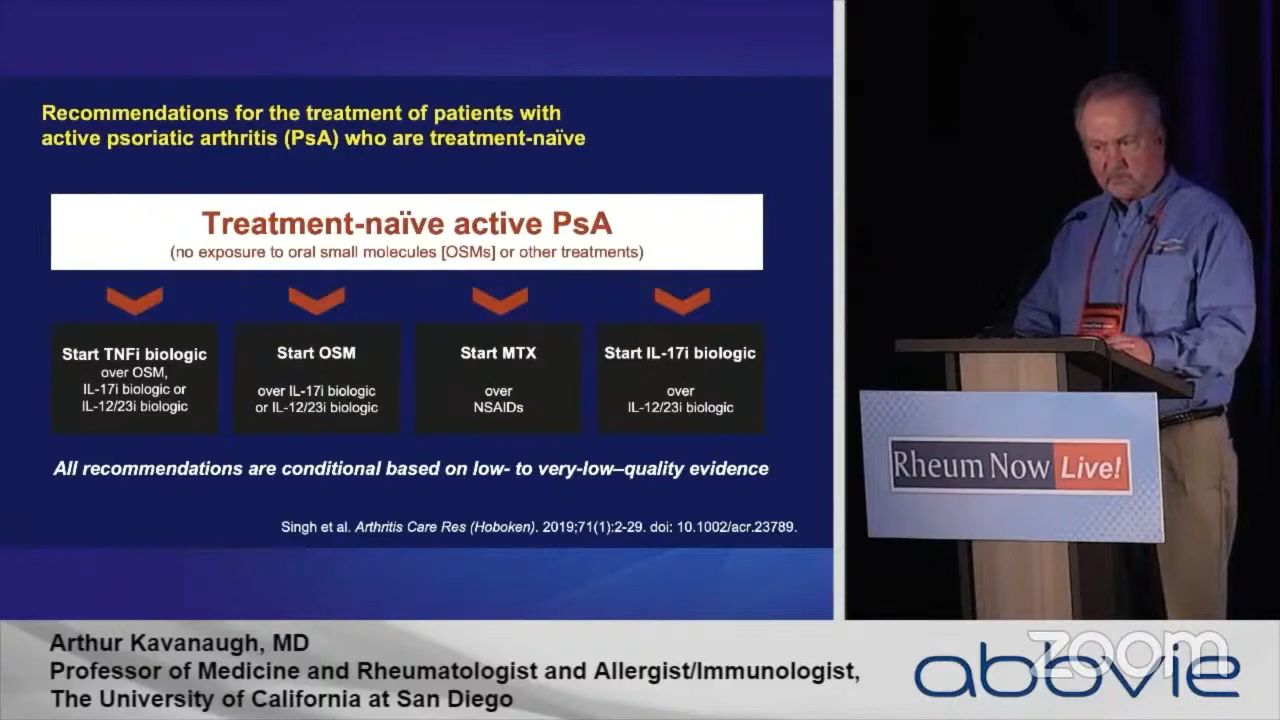 Recommendations for the treatment of patients with
active psoriatic arthritis (PsA) who are treatment-naïve
Treatment-naïve active PsA
(no exposure to oral small molecules [OSMs] or other treatments)
Start TNFi biologic
over OSM,
IL-17i biologic or
IL-12/23i biologic
Start OSM
over IL-17i biologic
or IL-12/23i biologic
Start MTX
over
NSAIDs
Start IL-17i biologic
over
IL-12/23i biologic
All recommendations are conditional based on low- to very-low–quality evidence
Singh et al. Arthritis Care Res (Hoboken). 2019;71(1):2-29. doi: 10.1002/acr.23789.
RheumNow Live!
Arthur Kavanaugh, MD
Professor of Medicine and Rheumatologist and Allergist/Immunologist,
The University of California at San Diego
zoom
abbvie